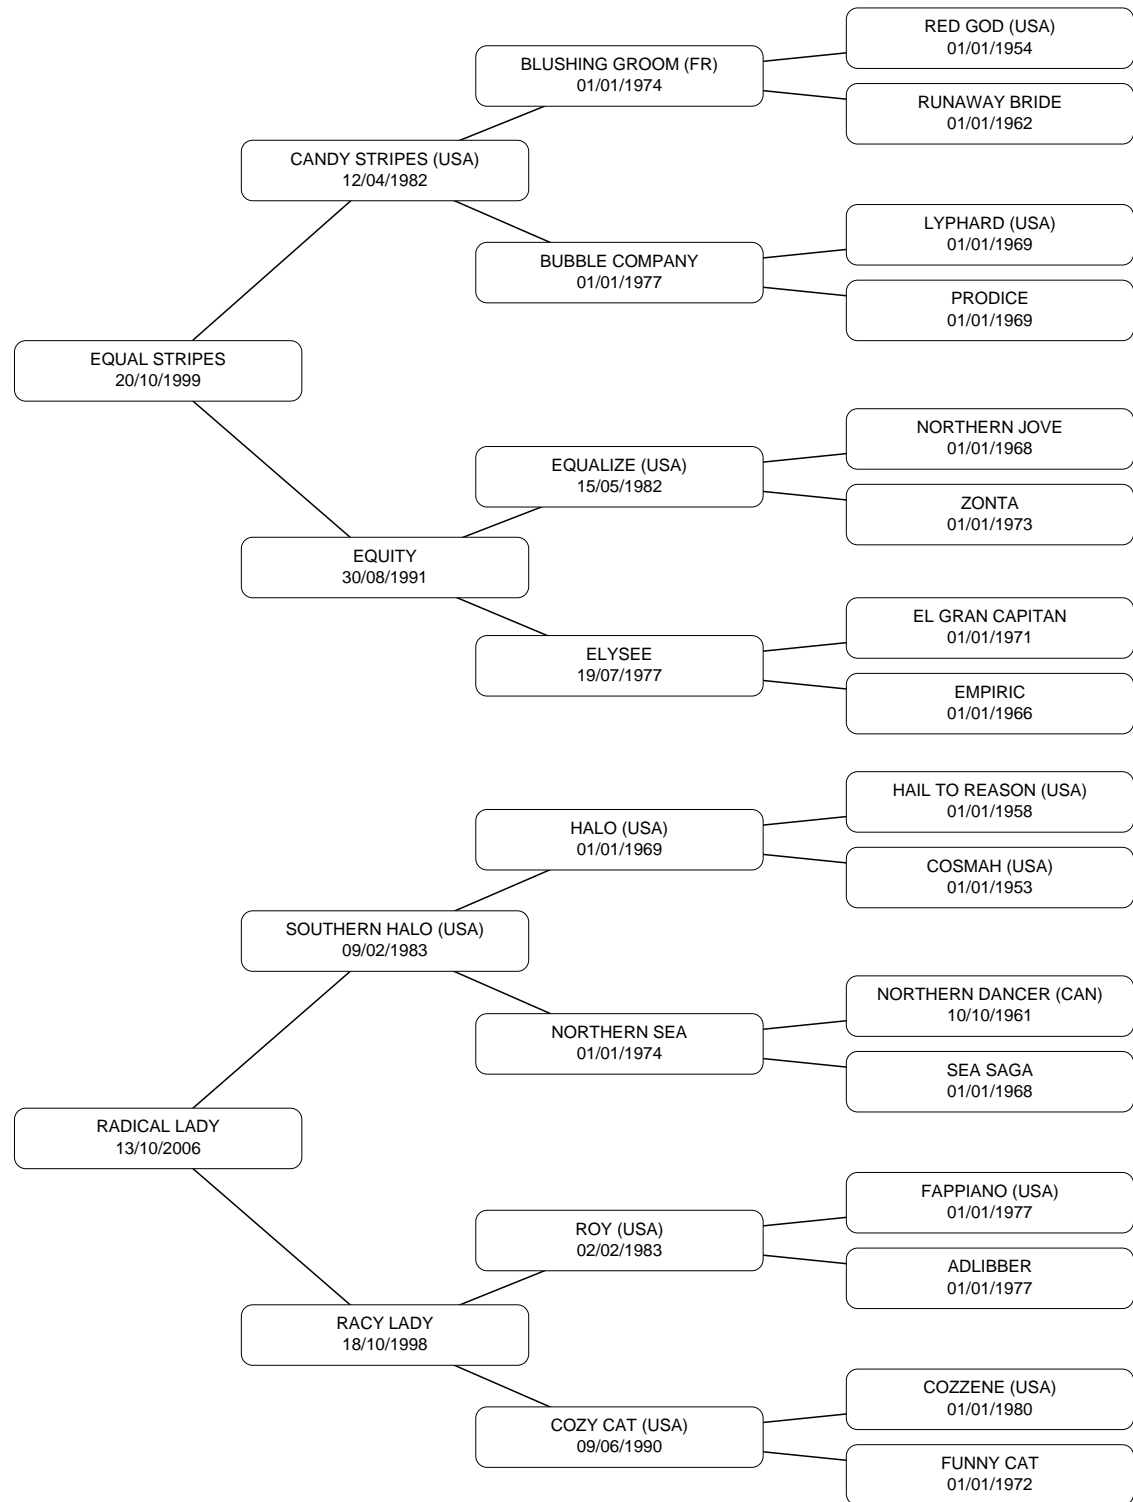 RED GOD (USA)
01/01/1954
BLUSHING GROOM (FR)
01/01/1974
RUNAWAY BRIDE
01/01/1962
CANDY STRIPES (USA)
12/04/1982
LYPHARD (USA)
01/01/1969
BUBBLE COMPANY
01/01/1977
PRODICE
01/01/1969
EQUAL STRIPES
20/10/1999
NORTHERN JOVE
01/01/1968
EQUALIZE (USA)
15/05/1982
ZONTA
01/01/1973
EQUITY
30/08/1991
EL GRAN CAPITAN
01/01/1971
ELYSEE
19/07/1977
EMPIRIC
01/01/1966
HAIL TO REASON (USA)
01/01/1958
HALO (USA)
01/01/1969
COSMAH (USA)
01/01/1953
SOUTHERN HALO (USA)
09/02/1983
NORTHERN DANCER (CAN)
10/10/1961
NORTHERN SEA
01/01/1974
SEA SAGA
01/01/1968
RADICAL LADY
13/10/2006
FAPPIANO (USA)
01/01/1977
ROY (USA)
02/02/1983
ADLIBBER
01/01/1977
RACY LADY
18/10/1998
COZZENE (USA)
01/01/1980
COZY CAT (USA)
09/06/1990
FUNNY CAT
01/01/1972